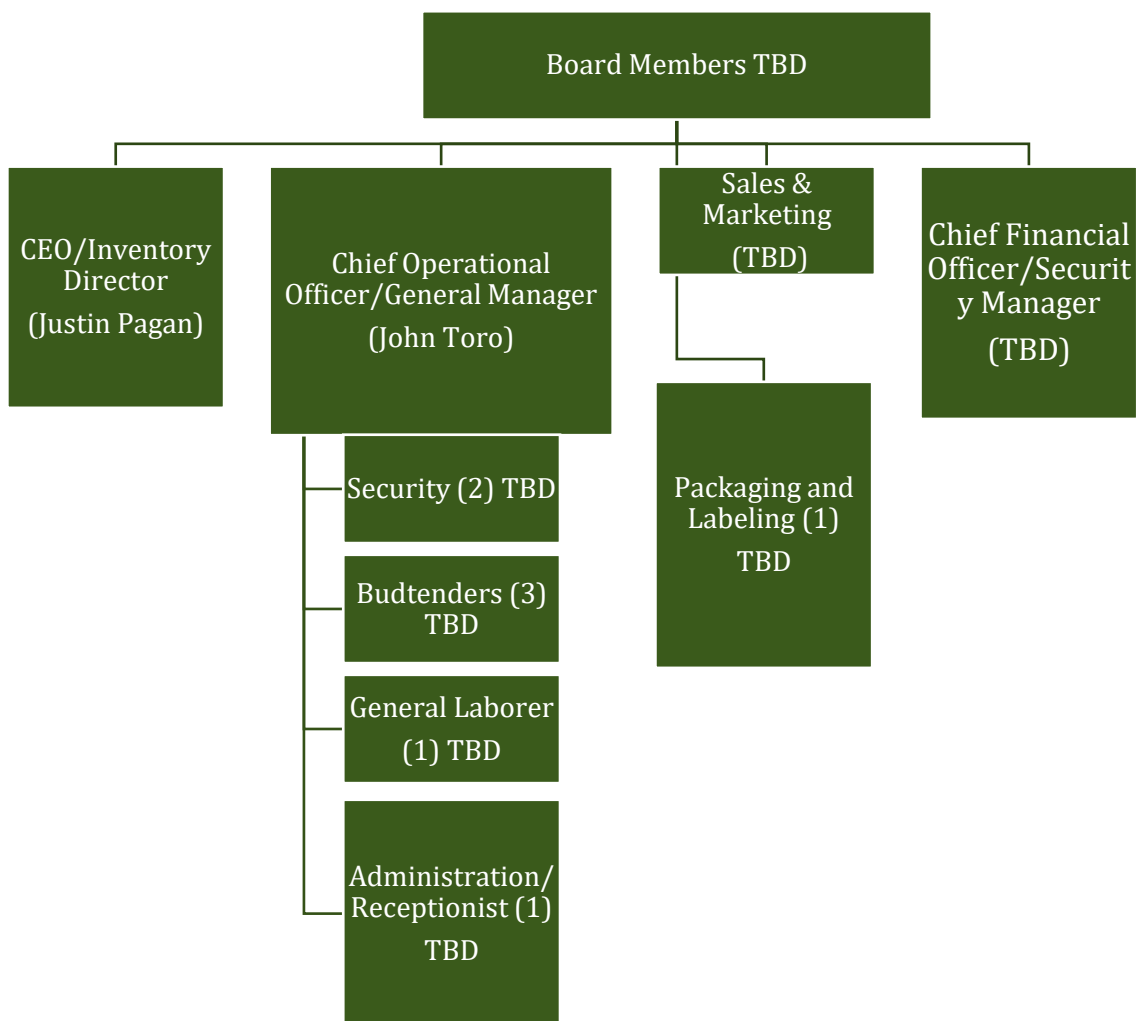 Board Members TBD
CEO/Inventory
Director
(Justin Pagan)
Chief Operational
Officer/General Manager
(John Toro)
Sales &
Marketing
(TBD)
Chief Financial
Officer/Securit
y Manager
(TBD)
Security (2) TBD
Budtenders (3)
TBD
General Laborer
(1) TBD
Administration/
Receptionist (1)
TBD
Packaging and
Labeling (1)
TBD